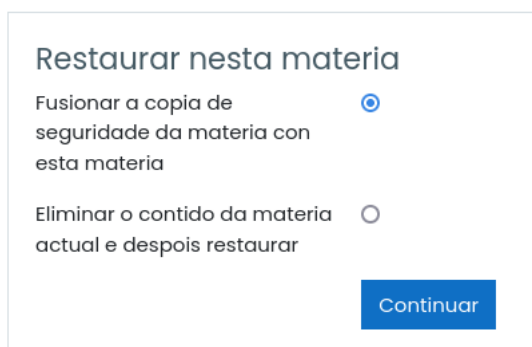 Restaurar nesta materia
Fusionar a copia de
seguridade da materia con
esta materia
Eliminar o contido da materia
actual e despois restaurar
Continuar